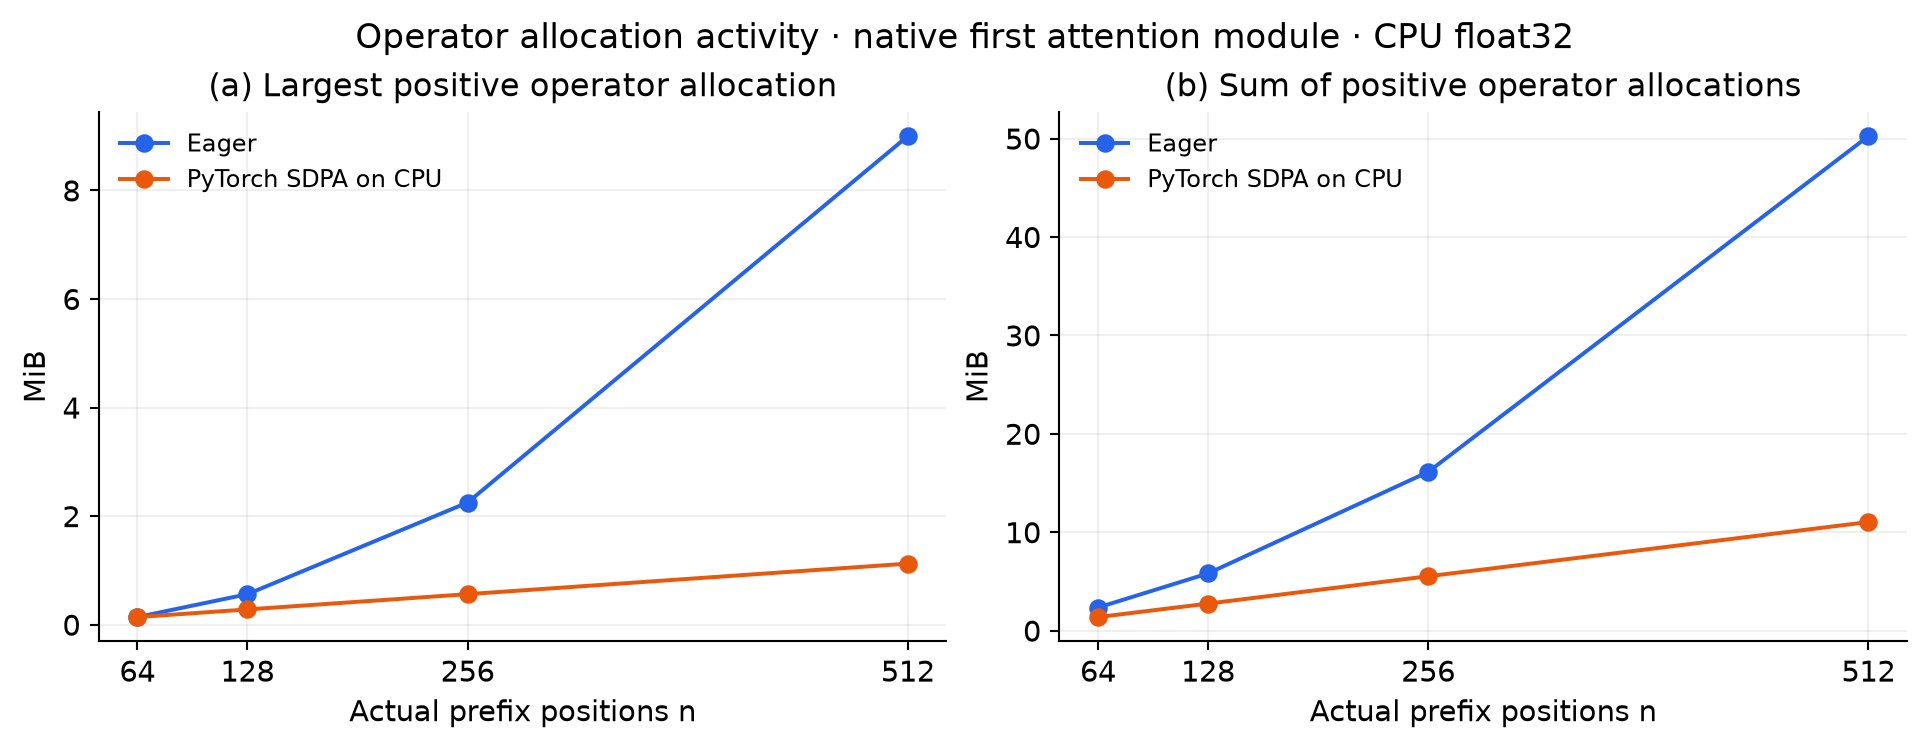 Operator allocation activity · native first attention module · CPU float32
(a) Largest positive operator allocation
Eager
PyTorch SDPA on CPU
MiB
8
6
4
2
0
64 128 256 512
Actual prefix positions n
(b) Sum of positive operator allocations
Eager
PyTorch SDPA on CPU
MiB
50
40
30
20
10
0
64 128 256 512
Actual prefix positions n